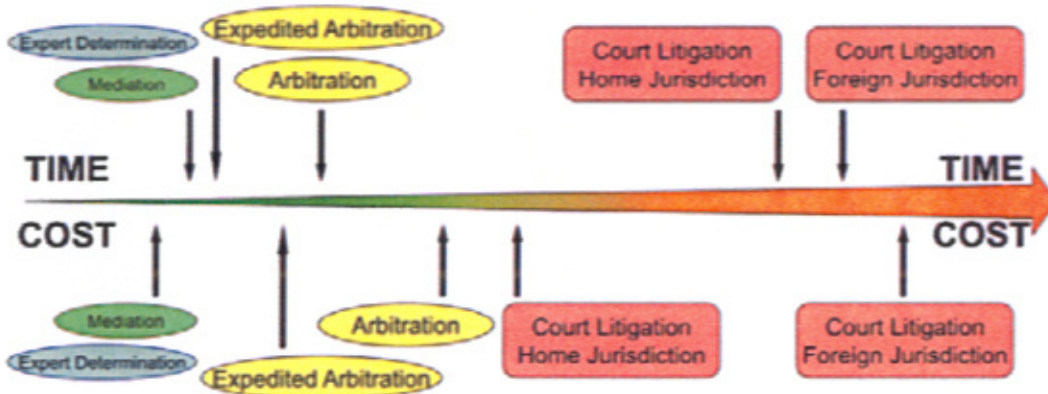 Expert Determination
Mediation
Expedited Arbitration
Arbitration
Court Litigation
Home Jurisdiction
Court Litigation
Foreign Jurisdiction
TIME
TIME
COST
COST
Mediation
Expert Determination
Arbitration
Expedited Arbitration
Court Litigation
Home Jurisdiction
Court Litigation
Foreign Jurisdiction